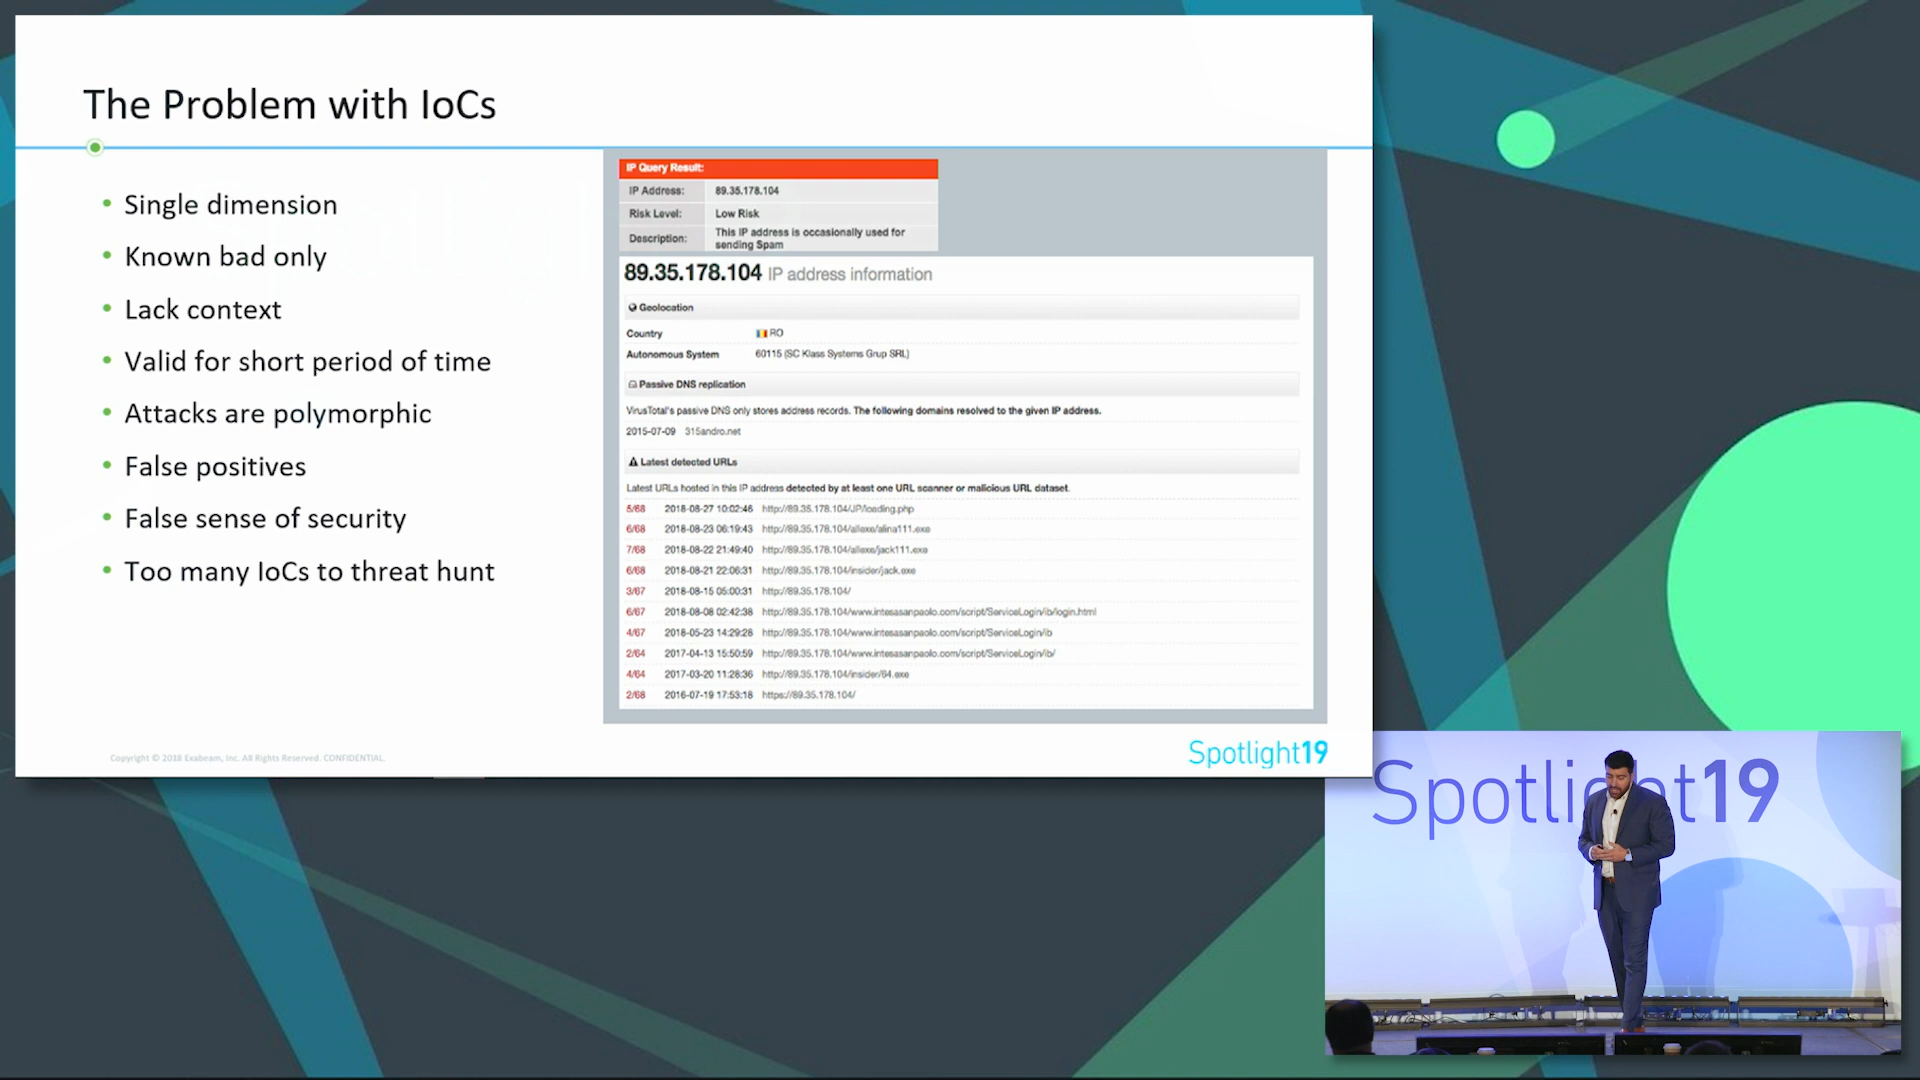 The Problem with IoCs
• Single dimension
• Known bad only
• Lack context
• Valid for short period of time
• Attacks are polymorphic
• False positives
• False sense of security
• Too many IoCs to threat hunt
IP Query Result:
IP Address: 89.35.178.104
Risk Level: Low Risk
Description: This IP address is occasionally used for
sending Spam
89.35.178.104 IP address information
Geolocation
Country RO
Autonomous System 60115 (SC Klass Systems Grup SRL)
Passive DNS replication
VirusTotal's passive DNS only stores address records. The following domains resolved to the given IP address.
2015-07-09 315andro.net
Latest detected URLs
Latest URLs hosted in this IP address detected by at least one URL scanner or malicious URL dataset.
5/68 2018-08-27 10:02:46 http://89.35.178.104/JP/loading.php
6/68 2018-08-23 06:19:43 http://89.35.178.104/allexe/alina111.exe
7/68 2018-08-22 21:49:40 http://89.35.178.104/allexe/jack111.exe
6/68 2018-08-21 22:06:31 http://89.35.178.104/insider/jack.exe
3/67 2018-08-15 05:00:31 http://89.35.178.104/
6/67 2018-08-08 02:42:38 http://89.35.178.104/www.intesasanpaolo.com/script/ServiceLogin/ib/login.html
4/67 2018-05-23 14:29:28 http://89.35.178.104/www.intesasanpaolo.com/script/ServiceLogin/ib
2/64 2017-04-13 15:50:59 http://89.35.178.104/www.intesasanpaolo.com/script/ServiceLogin/ib/
4/64 2017-03-20 11:28:36 http://89.35.178.104/insider/64.exe
2/68 2016-07-19 17:53:18 https://89.35.178.104/
Copyright © 2018 Exabeam, Inc. All Rights Reserved. CONFIDENTIAL.
Spotlight19
Spotlight19